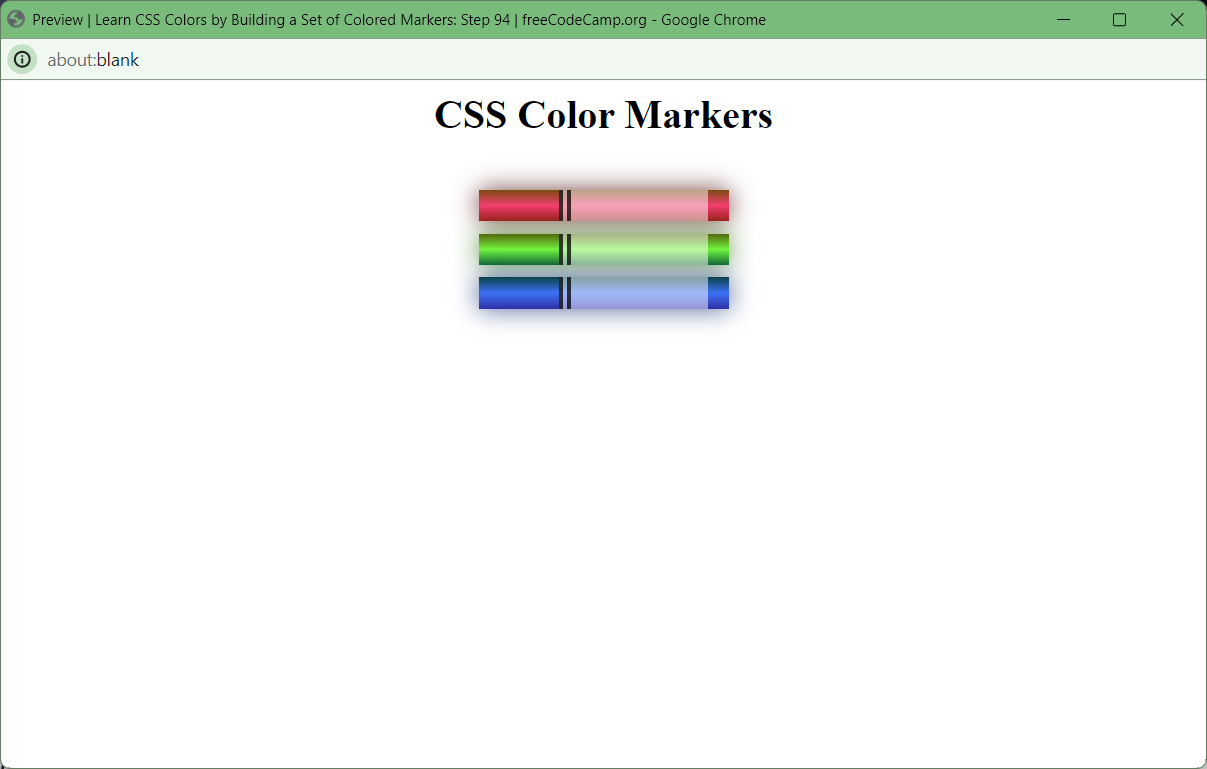 Preview | Learn CSS Colors by Building a Set of Colored Markers: Step 94 | freeCodeCamp.org - Google Chrome
about:blank
CSS Color Markers